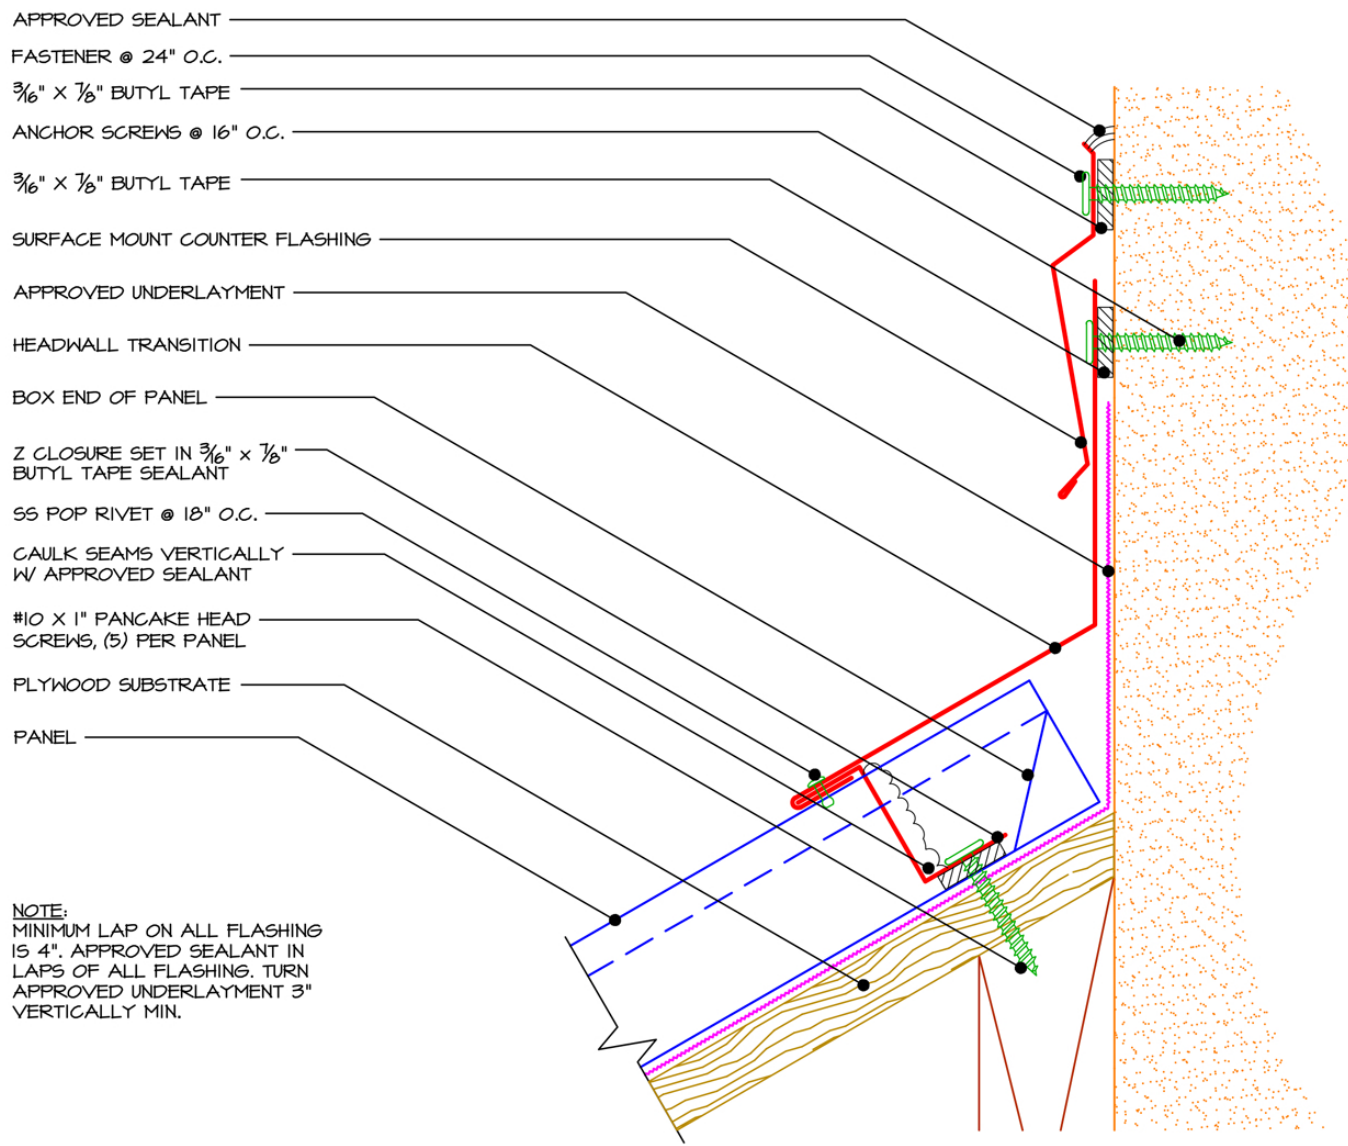 APPROVED SEALANT
FASTENER @ 24" O.C.
3/16" X 7/8" BUTYL TAPE
ANCHOR SCREWS @ 16" O.C.
3/16" X 7/8" BUTYL TAPE
SURFACE MOUNT COUNTER FLASHING
APPROVED UNDERLAYMENT
HEADWALL TRANSITION
BOX END OF PANEL
Z CLOSURE SET IN 3/16" X 7/8"
BUTYL TAPE SEALANT
SS POP RIVET @ 18" O.C.
CAULK SEAMS VERTICALLY
W/ APPROVED SEALANT
#10 X 1" PANCAKE HEAD
SCREWS, (5) PER PANEL
PLYWOOD SUBSTRATE
PANEL
NOTE:
MINIMUM LAP ON ALL FLASHING
IS 4". APPROVED SEALANT IN
LAPS OF ALL FLASHING. TURN
APPROVED UNDERLAYMENT 3"
VERTICALLY MIN.